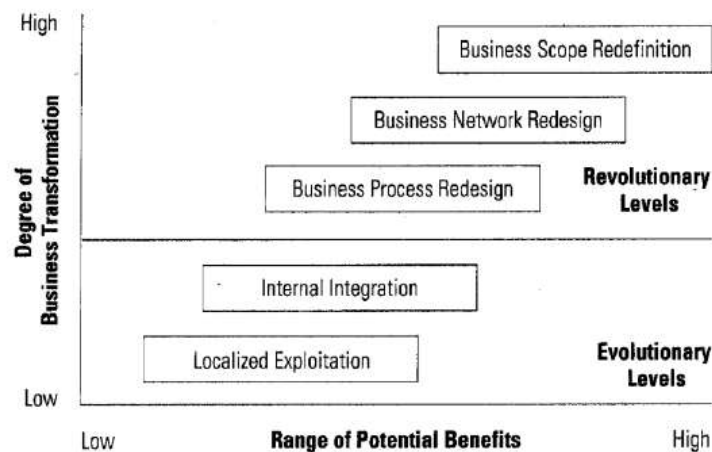 High
Business Scope Redefinition
Business Network Redesign
Business Process Redesign
Revolutionary
Levels
Degree of
Business Transformation
Internal Integration
Localized Exploitation
Evolutionary
Levels
Low
Low
Range of Potential Benefits
High